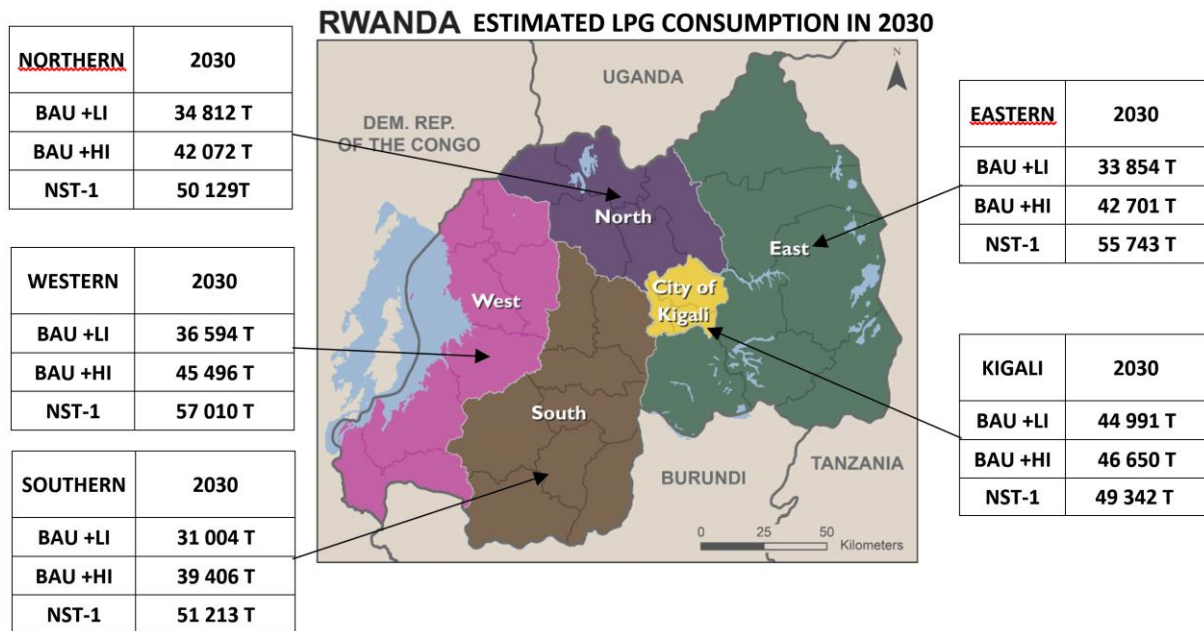 RWANDA ESTIMATED LPG CONSUMPTION IN 2030
NORTHERN 2030
BAU +LI 34 812 T
BAU +HI 42 072 T
NST-1 50 129T
WESTERN 2030
BAU +LI 36 594 T
BAU +HI 45 496 T
NST-1 57 010 T
SOUTHERN 2030
BAU +LI 31 004 T
BAU +HI 39 406 T
NST-1 51 213 T
N
UGANDA
DEM. REP.
OF THE CONGO
North
East
West
City of
Kigali
South
BURUNDI
TANZANIA
0 25 50
Kilometers
EASTERN 2030
BAU +LI 33 854 T
BAU +HI 42 701 T
NST-1 55 743 T
KIGALI 2030
BAU +LI 44 991 T
BAU +HI 46 650 T
NST-1 49 342 T